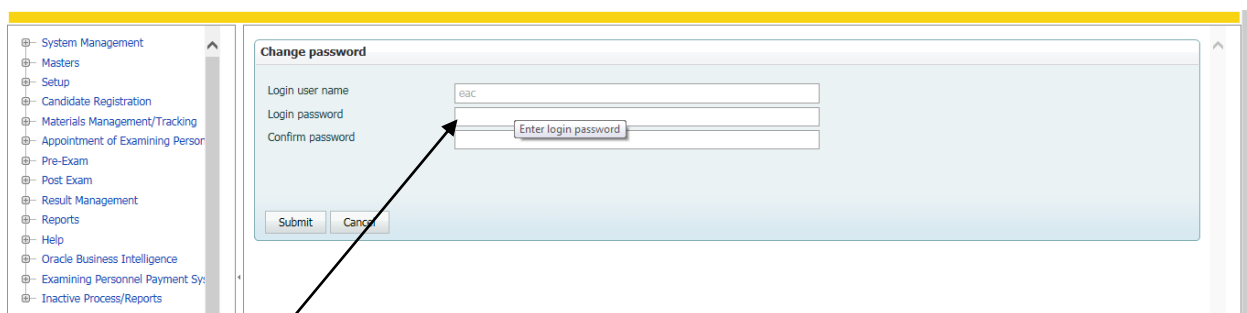 System Management
Masters
Setup
Candidate Registration
Materials Management/Tracking
Appointment of Examining Person
Pre-Exam
Post Exam
Result Management
Reports
Help
Oracle Business Intelligence
Examining Personnel Payment Sy
Inactive Process/Reports
Change password
Login user name eac
Login password
Enter login password
Confirm password
Submit Cancel